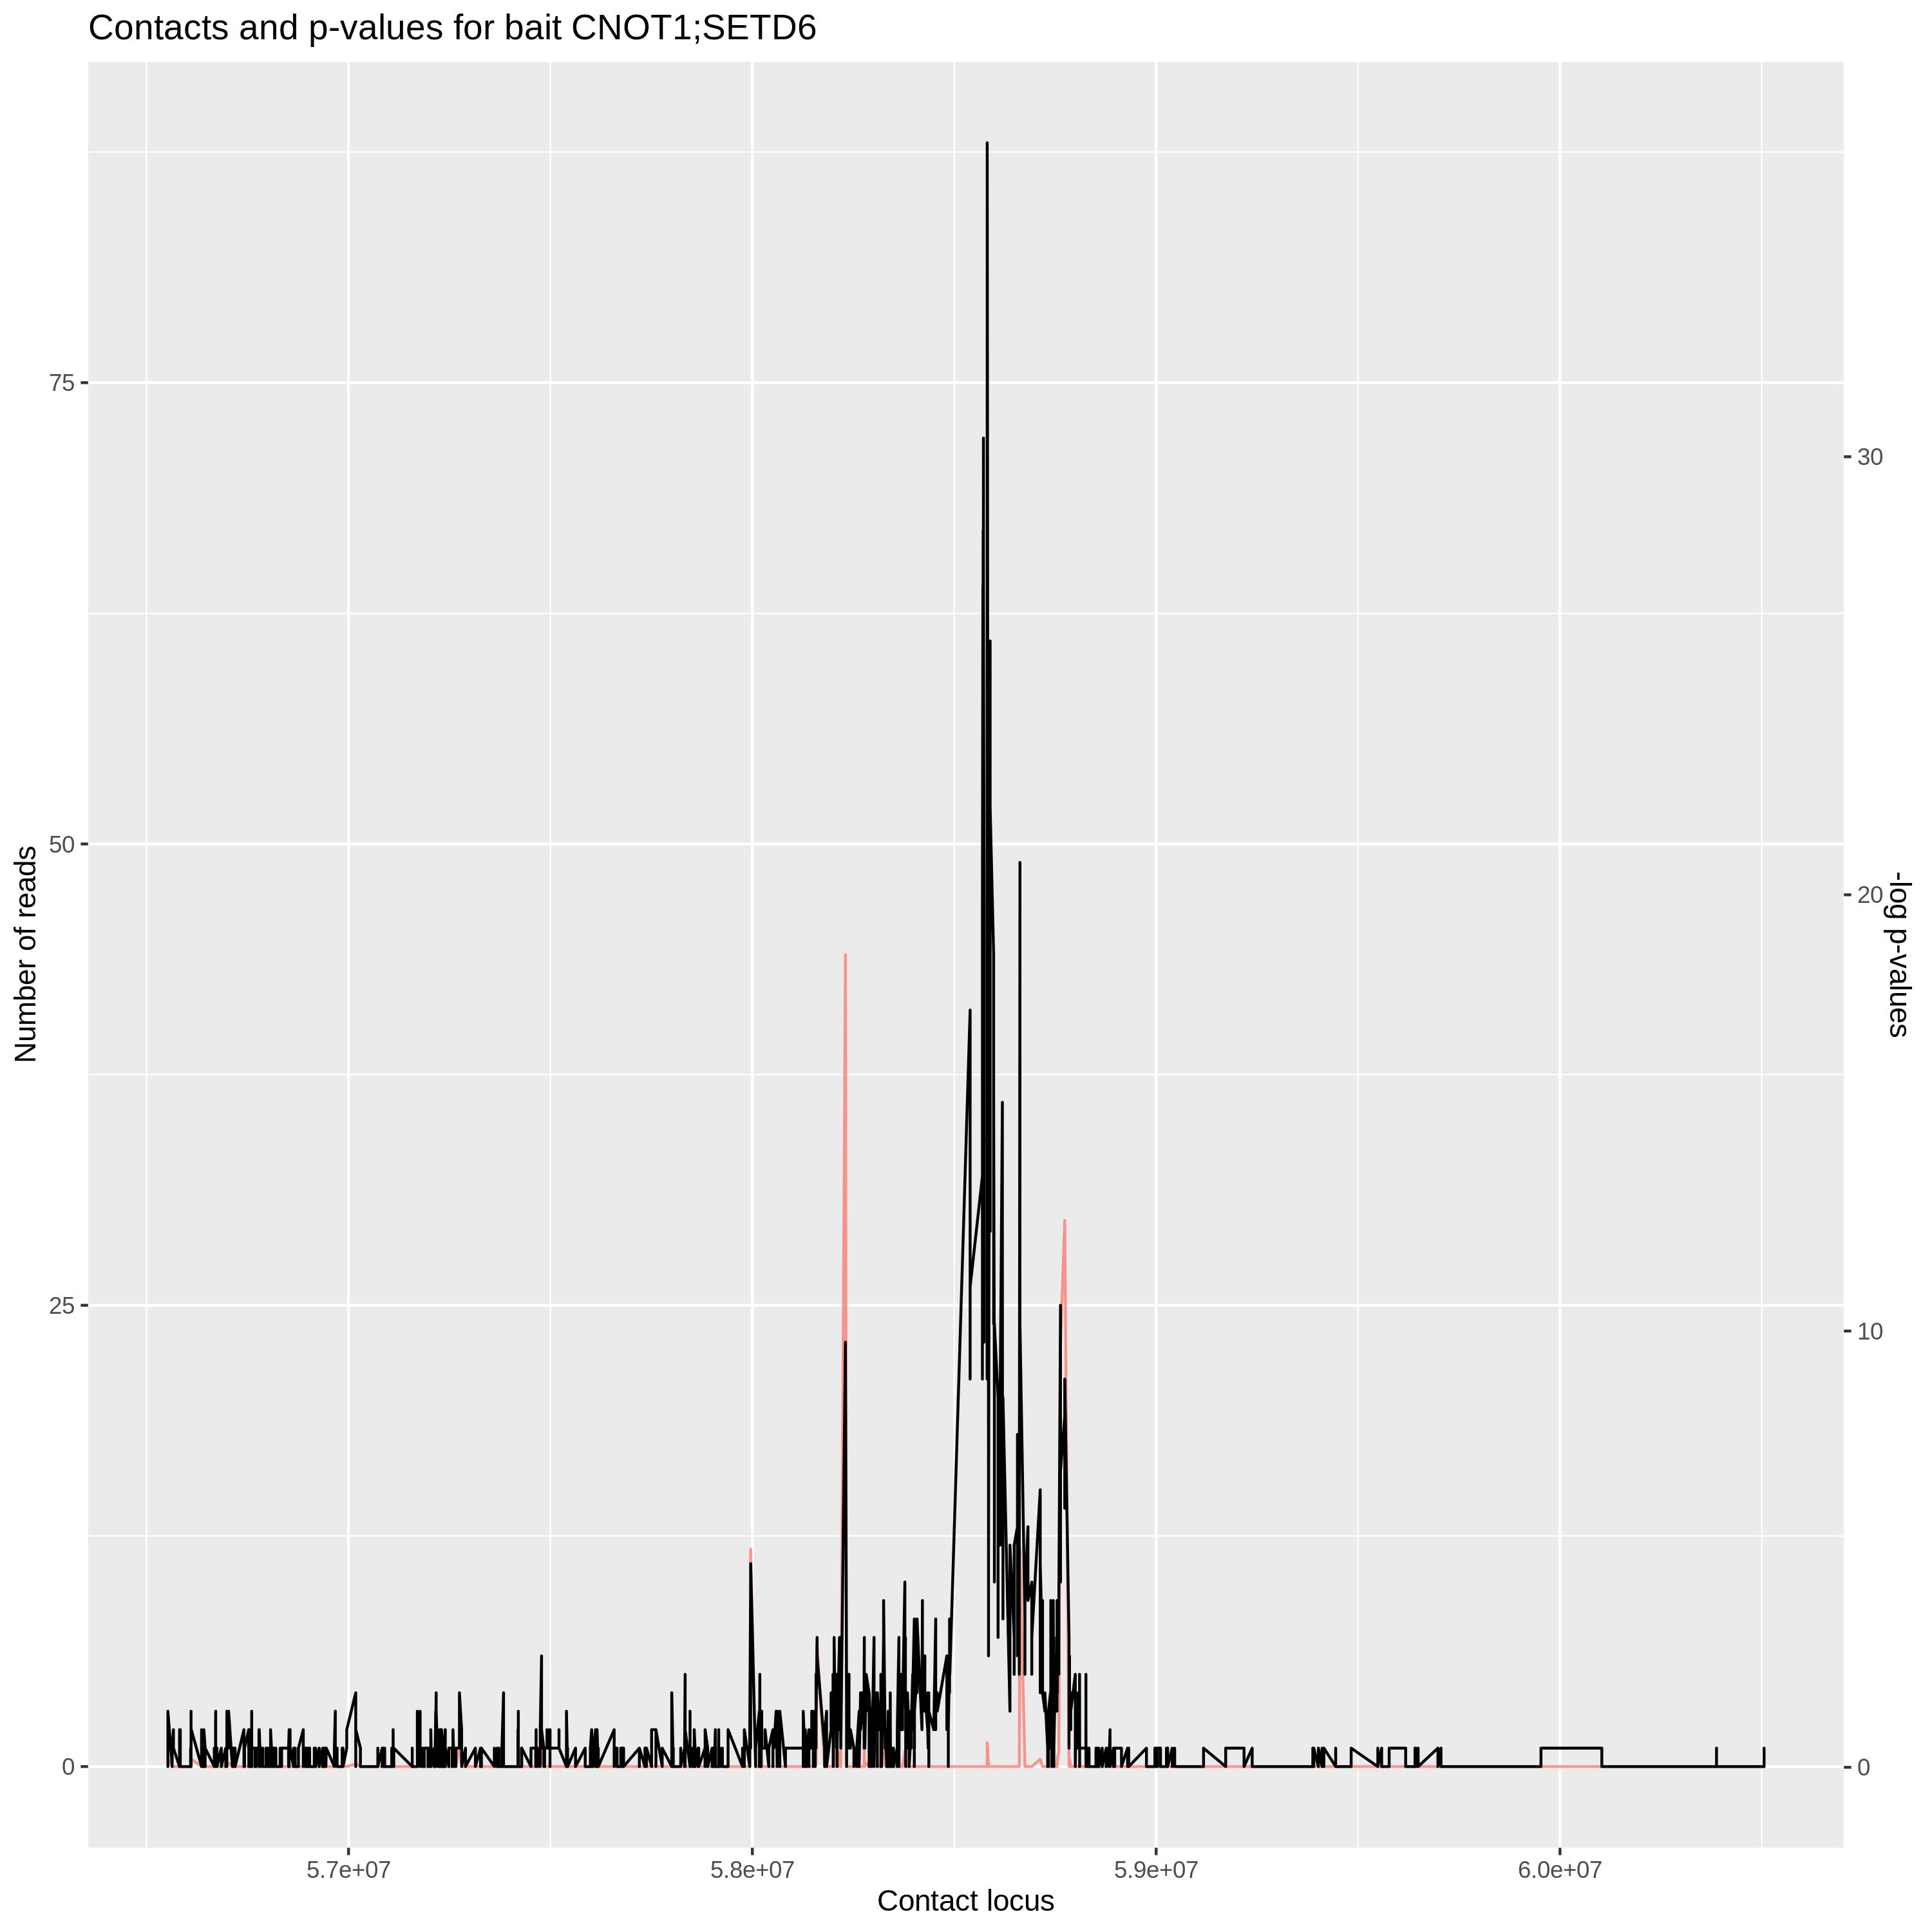 Contacts and p-values for bait CNOT1;SETD6
75
50
25
0
Number of reads
30
20
10
0
-log p-values
5.7e+07
5.8e+07
5.9e+07
6.0e+07
Contact locus